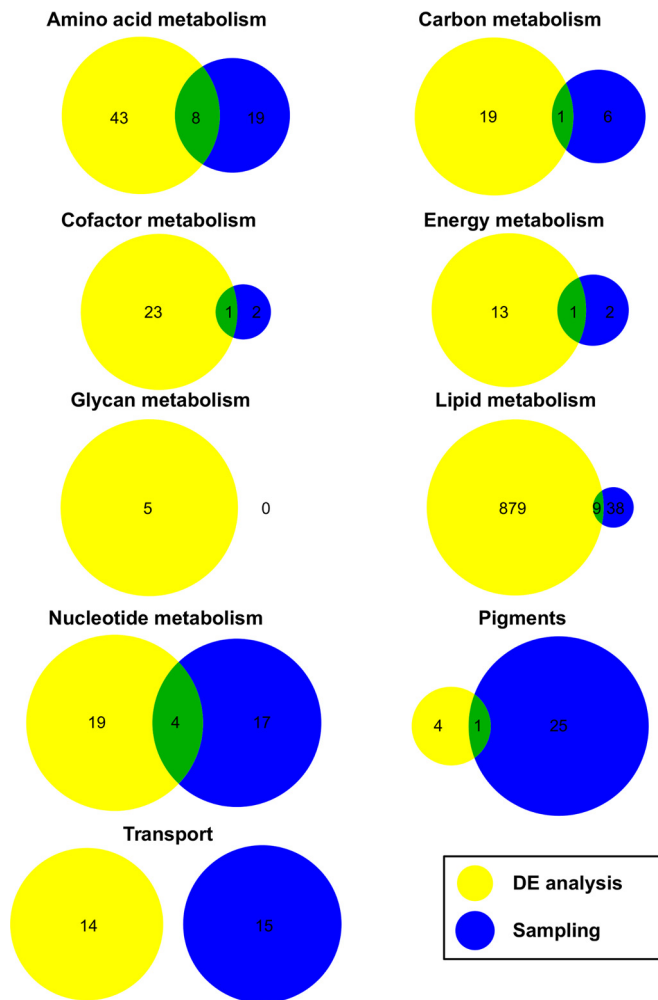 Amino acid metabolism
43 8 19
Carbon metabolism
19 1 6
Cofactor metabolism
23 1 2
Energy metabolism
13 1 2
Glycan metabolism
5 0
Lipid metabolism
879 9 38
Nucleotide metabolism
19 4 17
Pigments
4 1 25
Transport
14 15
DE analysis
Sampling